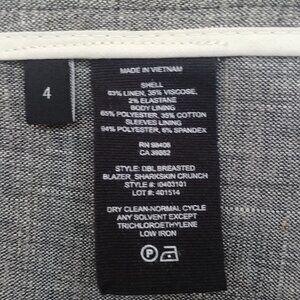 4
MADE IN VIETNAM
SHELL
63% LINEN, 35% VISCOSE,
2% ELASTANE
BODY LINING
65% POLYESTER, 35% COTTON
SLEEVES LINING
94% POLYESTER, 6% SPANDEX
RN 98406
CA 39882
STYLE: DBL BREASTED
BLAZER_SHARKSKIN CRUNCH
STYLE #: I0403101
LOT #: 401514
DRY CLEAN-NORMAL CYCLE
ANY SOLVENT EXCEPT
TRICHLOROETHYLENE
LOW IRON
P